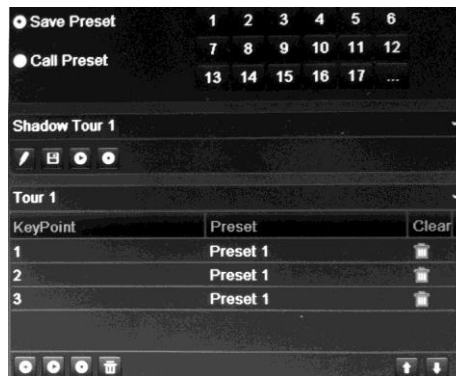 Save Preset 1 2 3 4 5 6
7 8 9 10 11 12
Call Preset
13 14 15 16 17 ...
Shadow Tour 1
Tour 1
KeyPoint Preset Clear
1 Preset 1
2 Preset 1
3 Preset 1